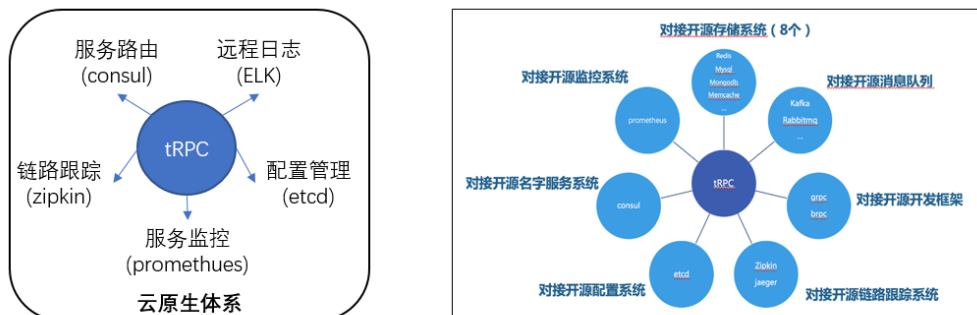 服务路由
(consul)
远程日志
(ELK)
tRPC
链路跟踪
(zipkin)
配置管理
(etcd)
服务监控
(promethues)
云原生体系
对接开源存储系统（8个）
Redis
Mysql
Mongodb
Memcache
...
对接开源监控系统
prometheus
对接开源消息队列
Kafka
Rabbitmq
...
tRPC
对接开源名字服务系统
consul
grpc
brpc
对接开源开发框架
对接开源配置系统
etcd
Zipkin
jaeger
对接开源链路跟踪系统